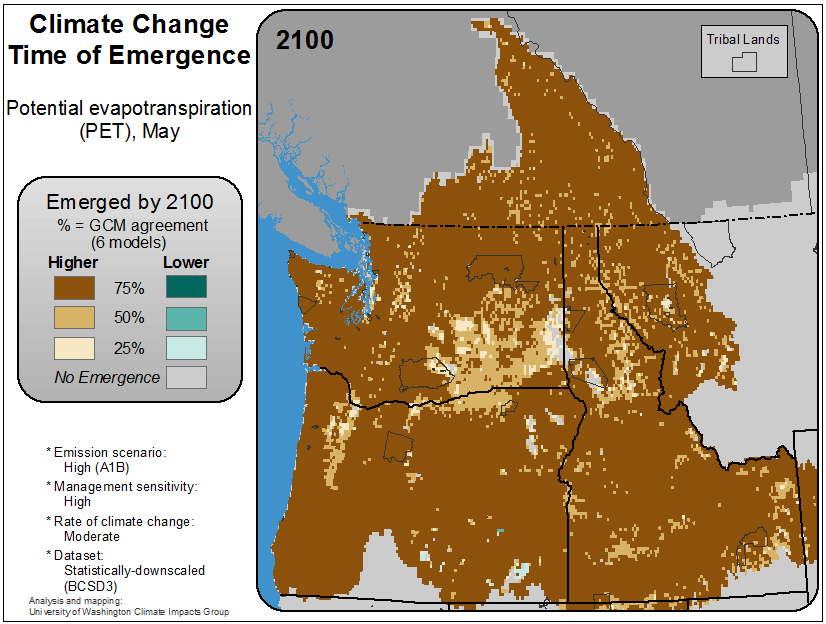 Climate Change
Time of Emergence
Potential evapotranspiration
(PET), May
Emerged by 2100
% = GCM agreement
(6 models)
Higher Lower
75%
50%
25%
No Emergence
* Emission scenario:
High (A1B)
* Management sensitivity:
High
* Rate of climate change:
Moderate
* Dataset:
Statistically-downscaled
(BCSD3)
Analysis and mapping:
University of Washington Climate Impacts Group
2100
Tribal Lands